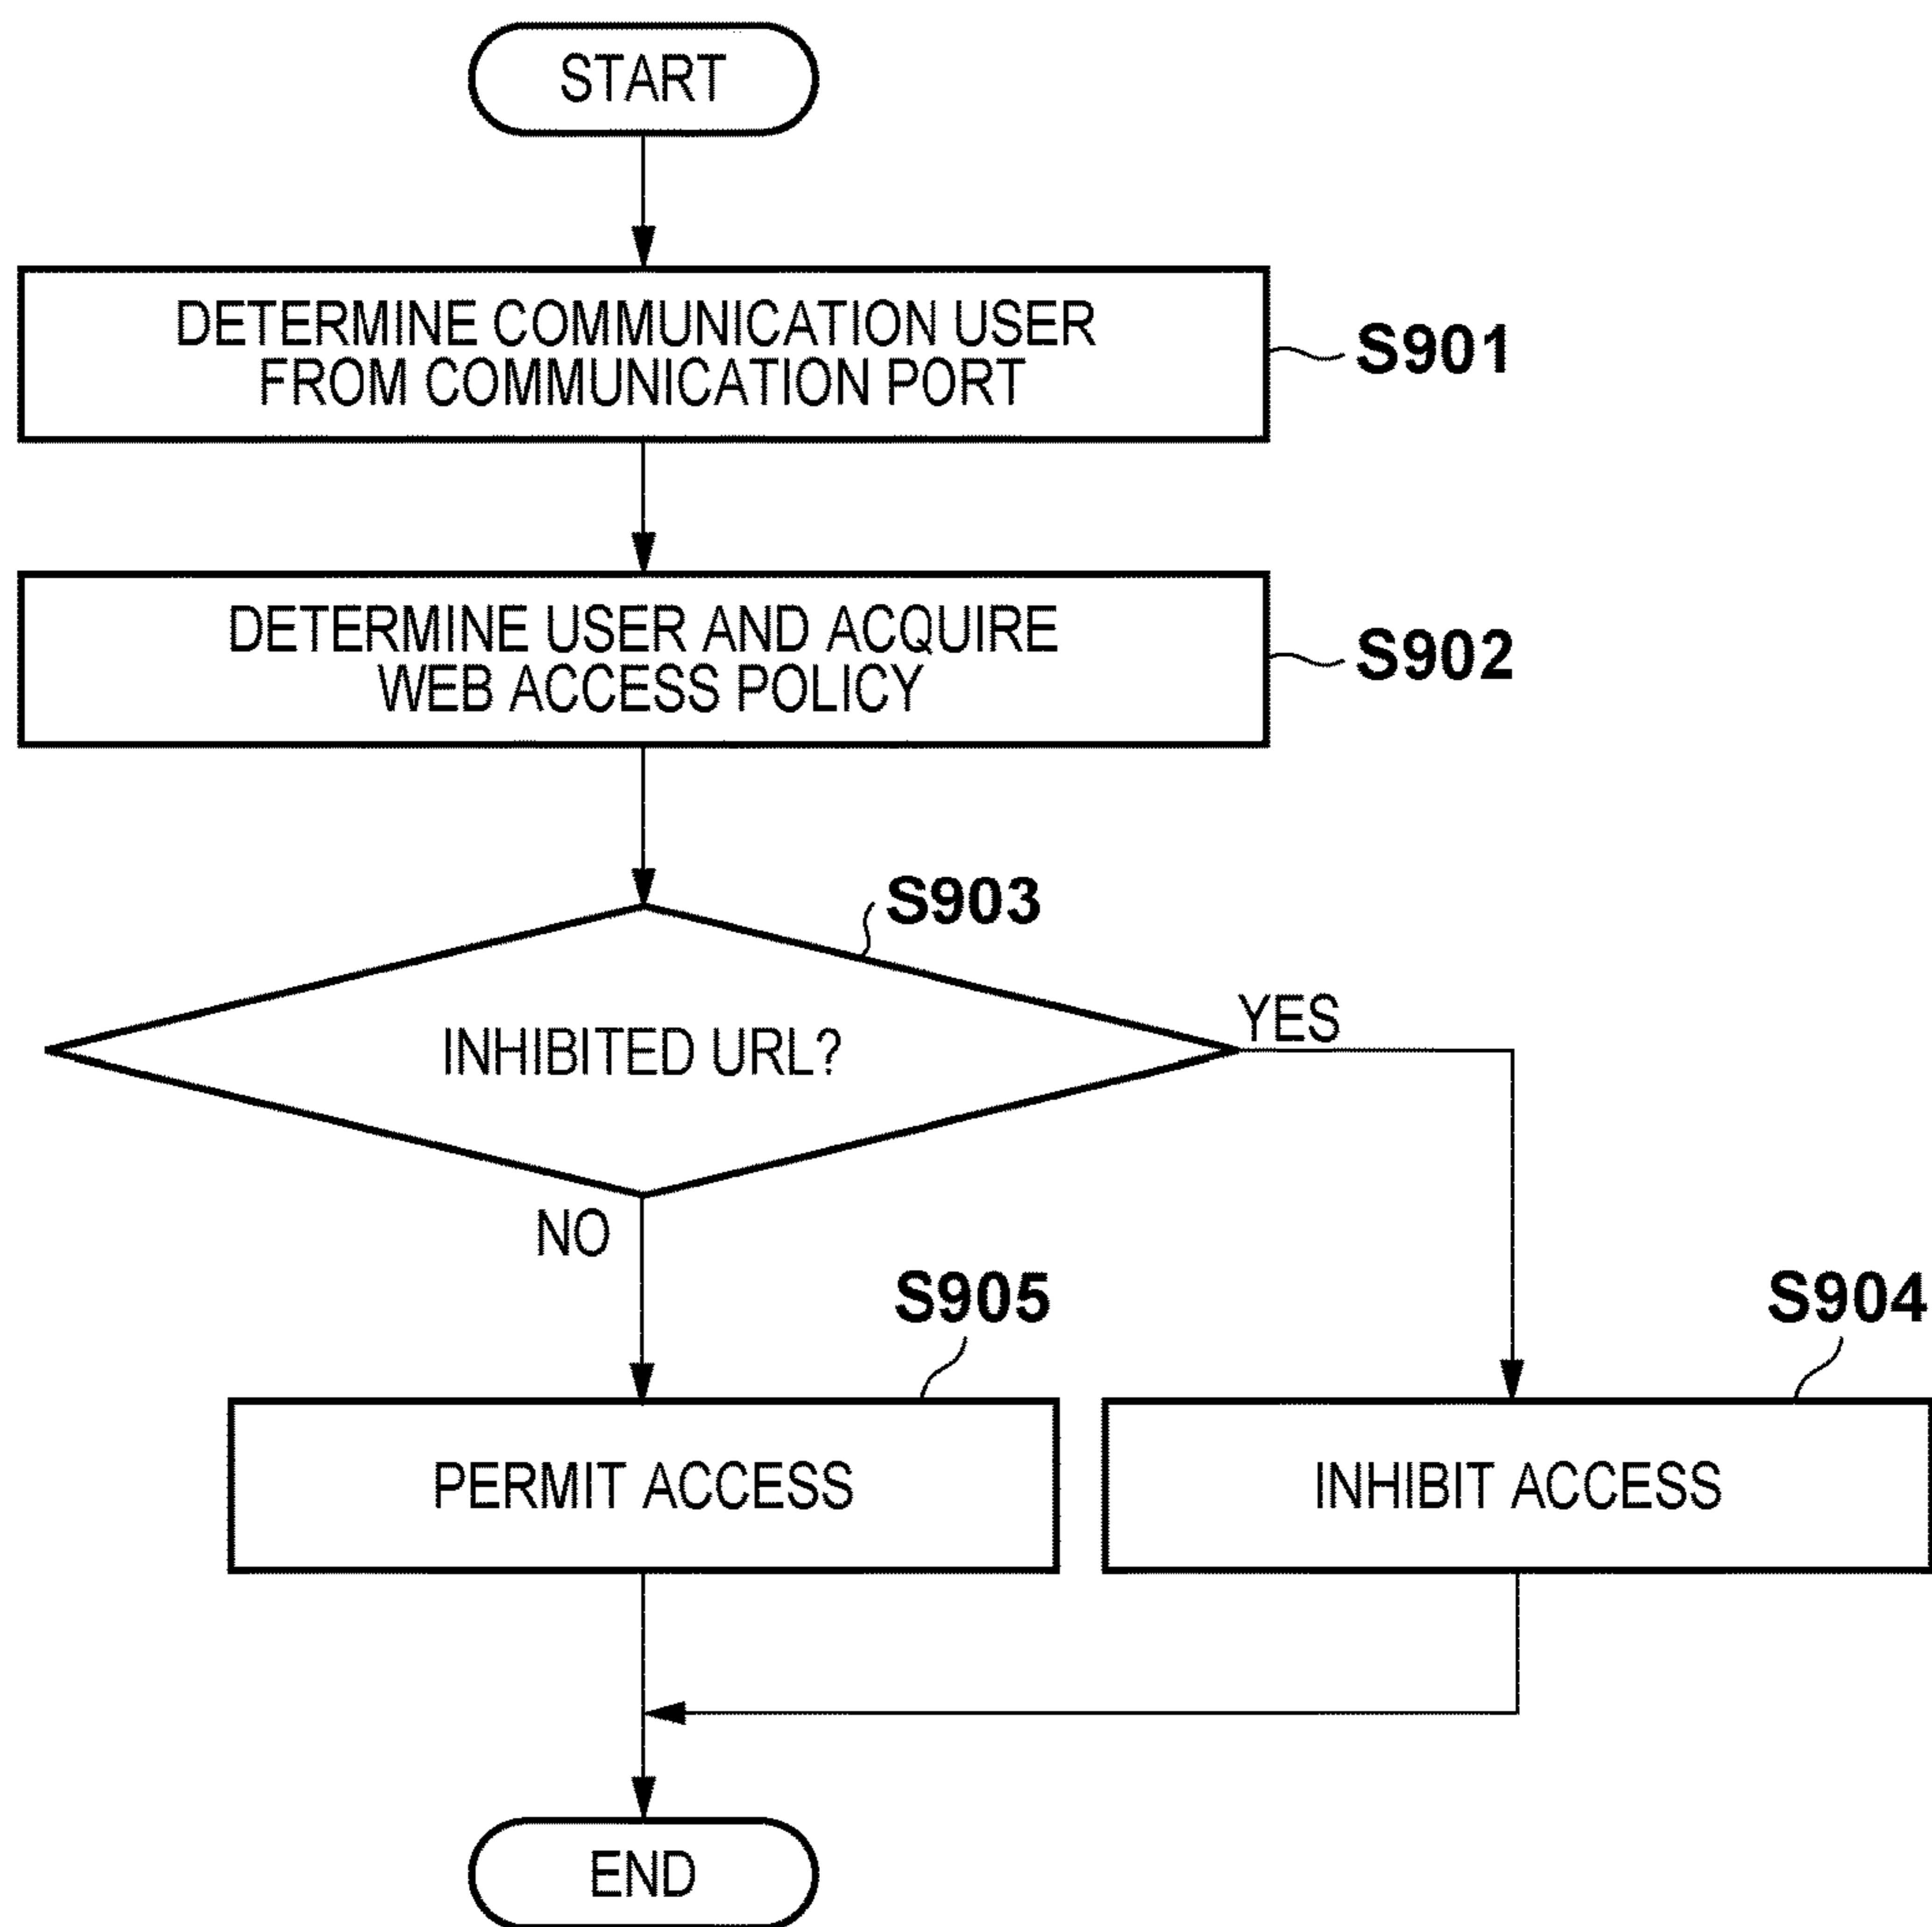 START
DETERMINE COMMUNICATION USER
FROM COMMUNICATION PORT
S901
DETERMINE USER AND ACQUIRE
WEB ACCESS POLICY
S902
S903
INHIBITED URL?
YES
NO
S905
S904
PERMIT ACCESS
INHIBIT ACCESS
END